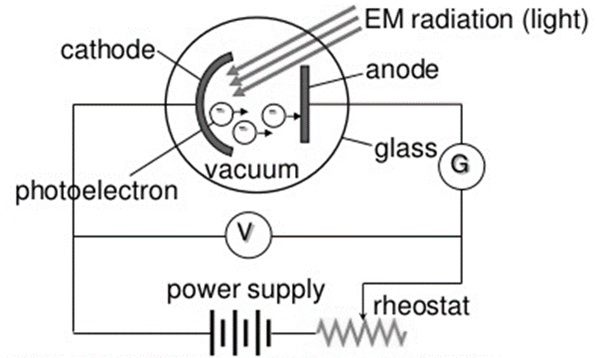 EM radiation (light)
cathode
anode
glass
G
vacuum
photoelectron
V
power supply
rheostat